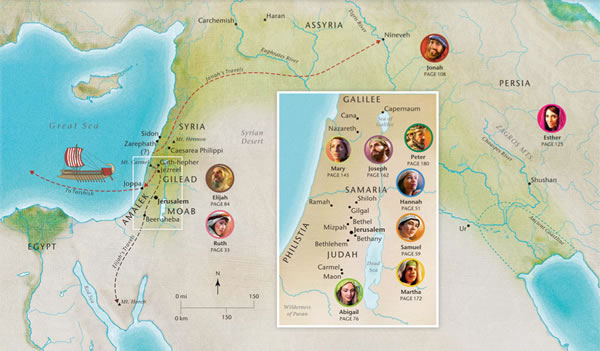 Carchemish
Haran
ASSYRIA
Tigris River
Nineveh
Euphrates River
Jonah
PAGE 108
Jonah's Travels
Great Sea
Sidon
SYRIA
Zarephath
(?)
Mt. Hermon
Caesarea Philippi
Syrian
Desert
Mt. Carmel
Gath-hepher
Jezreel
GILEAD
Joppa
To Tarshish
Jerusalem
AMALEK
MOAB
Beer-sheba
Elijah
PAGE 84
Ruth
PAGE 33
EGYPT
Elijah's Travels
Red Sea
Mt. Horeb
N
0 mi
150
0 km
150
PERSIA
Esther
PAGE 125
ZAGROS MTS.
Choaspes River
Shushan
Ur
Ancient Coastline
GALILEE
Capernaum
Cana
Sea of
Galilee
Nazareth
Mary
PAGE 145
Joseph
PAGE 162
Peter
PAGE 180
SAMARIA
Ramah
Shiloh
Gilgal
Hannah
PAGE 51
Bethel
Mizpah
Jerusalem
Bethany
Bethlehem
PHILISTIA
JUDAH
Samuel
PAGE 59
Carmel
Maon
Dead
Sea
Martha
PAGE 172
Abigail
PAGE 76
Wilderness
of Paran